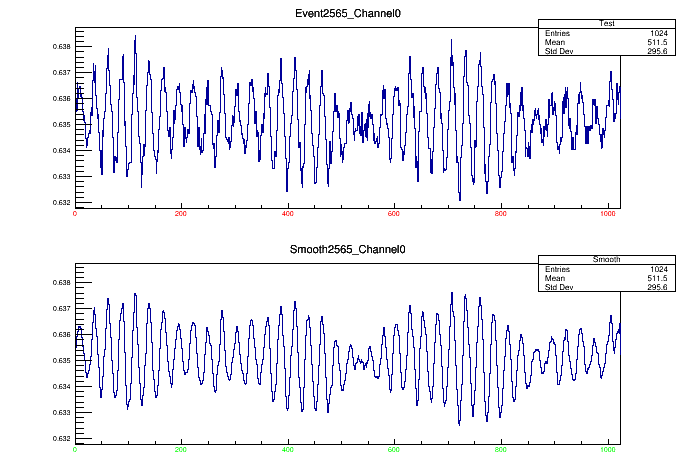 Event2565_Channel0
Test
Entries 1024
Mean 511.5
Std Dev 295.6
0.638
0.637
0.636
0.635
0.634
0.633
0.632
0 200 400 600 800 1000
Smooth2565_Channel0
Smooth
Entries 1024
Mean 511.5
Std Dev 295.6
0.638
0.637
0.636
0.635
0.634
0.633
0.632
0 200 400 600 800 1000